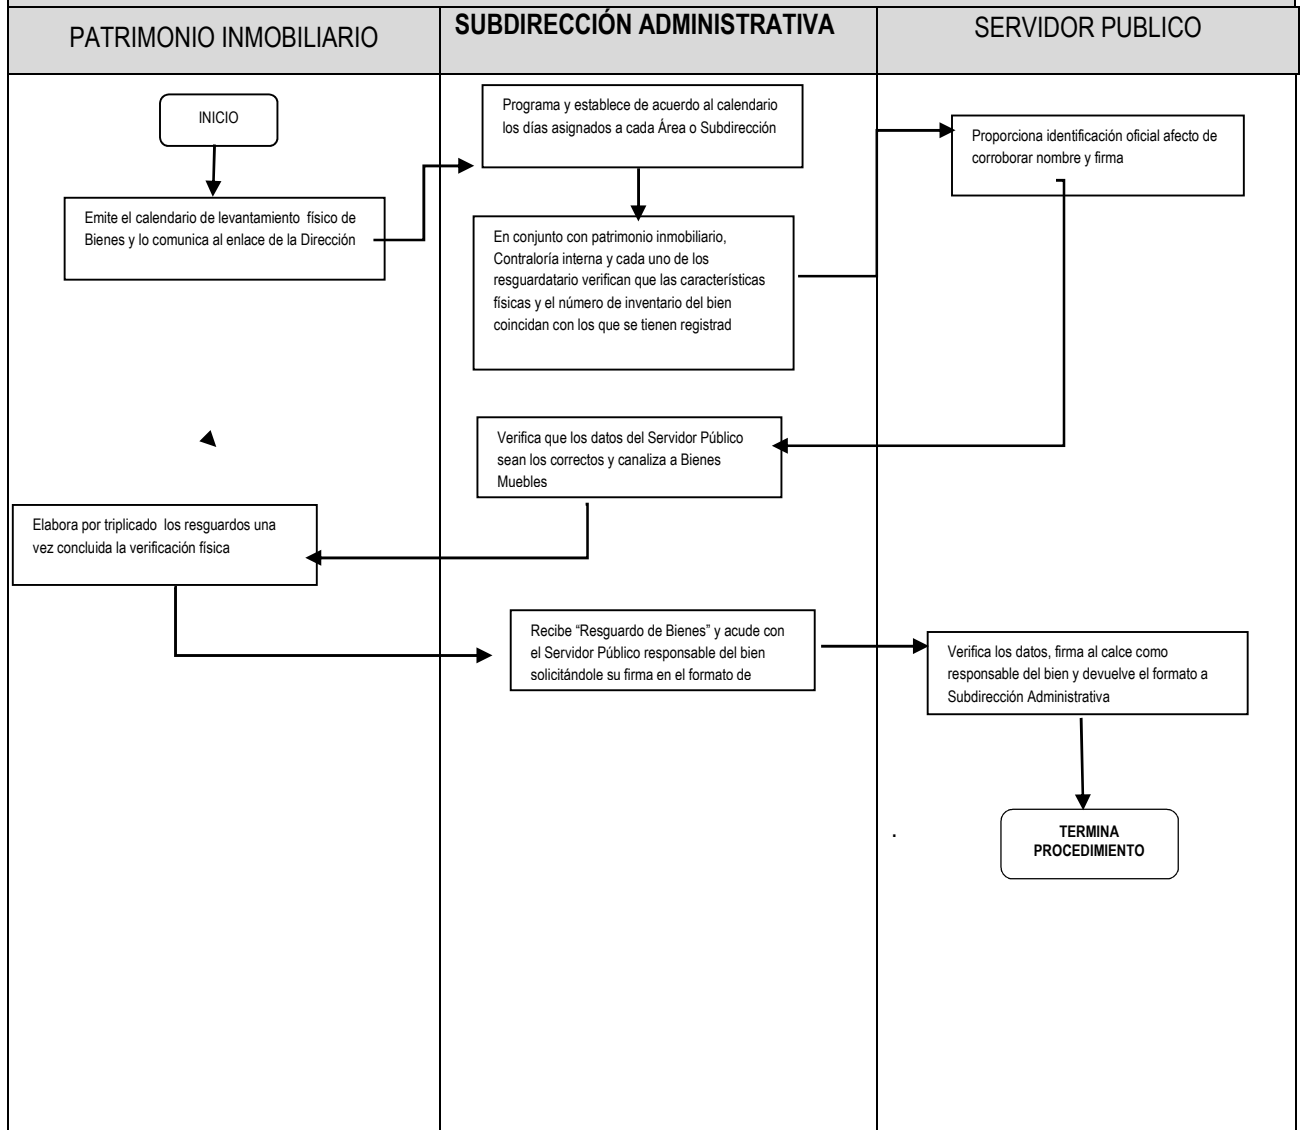 PATRIMONIO INMOBILIARIO
SUBDIRECCIÓN ADMINISTRATIVA
SERVIDOR PUBLICO
INICIO
Emite el calendario de levantamiento físico de
Bienes y lo comunica al enlace de la Dirección
Programa y establece de acuerdo al calendario
los días asignados a cada Área o Subdirección
En conjunto con patrimonio inmobiliario,
Contraloría interna y cada uno de los
resguardatario verifican que las características
físicas y el número de inventario del bien
coincidan con los que se tienen registrad
Proporciona identificación oficial afecto de
corroborar nombre y firma
Verifica que los datos del Servidor Público
sean los correctos y canaliza a Bienes
Muebles
Elabora por triplicado los resguardos una
vez concluida la verificación física
Recibe “Resguardo de Bienes” y acude con
el Servidor Público responsable del bien
solicitándole su firma en el formato de
Verifica los datos, firma al calce como
responsable del bien y devuelve el formato a
Subdirección Administrativa
.
TERMINA
PROCEDIMIENTO